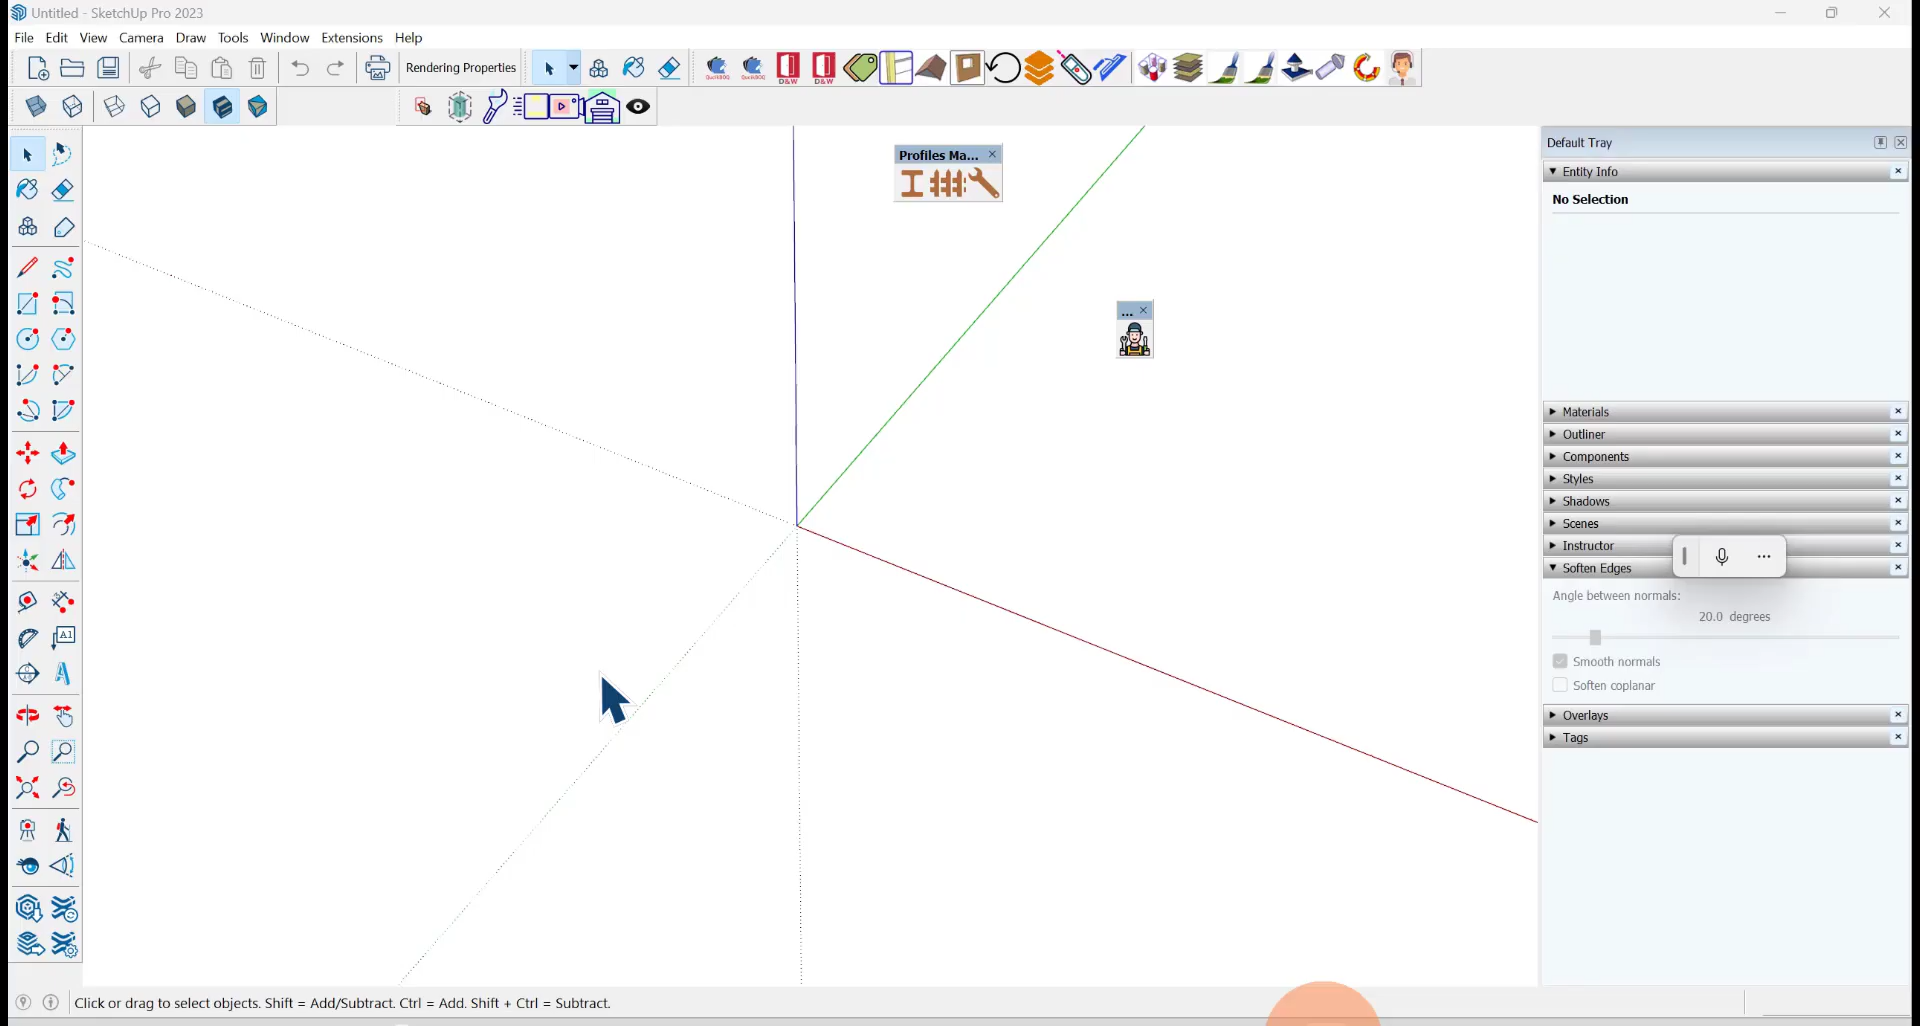 Untitled - SketchUp Pro 2023
File Edit View Camera Draw Tools Window Extensions Help
Rendering Properties
D&W D&W
Default Tray
Profiles Ma...
Entity Info
No Selection
...
Materials
Outliner
Components
Styles
Shadows
Scenes
Instructor
Soften Edges
Angle between normals:
20.0 degrees
Smooth normals
Soften coplanar
A1
Overlays
Tags
Click or drag to select objects. Shift = Add/Subtract. Ctrl = Add. Shift + Ctrl = Subtract.